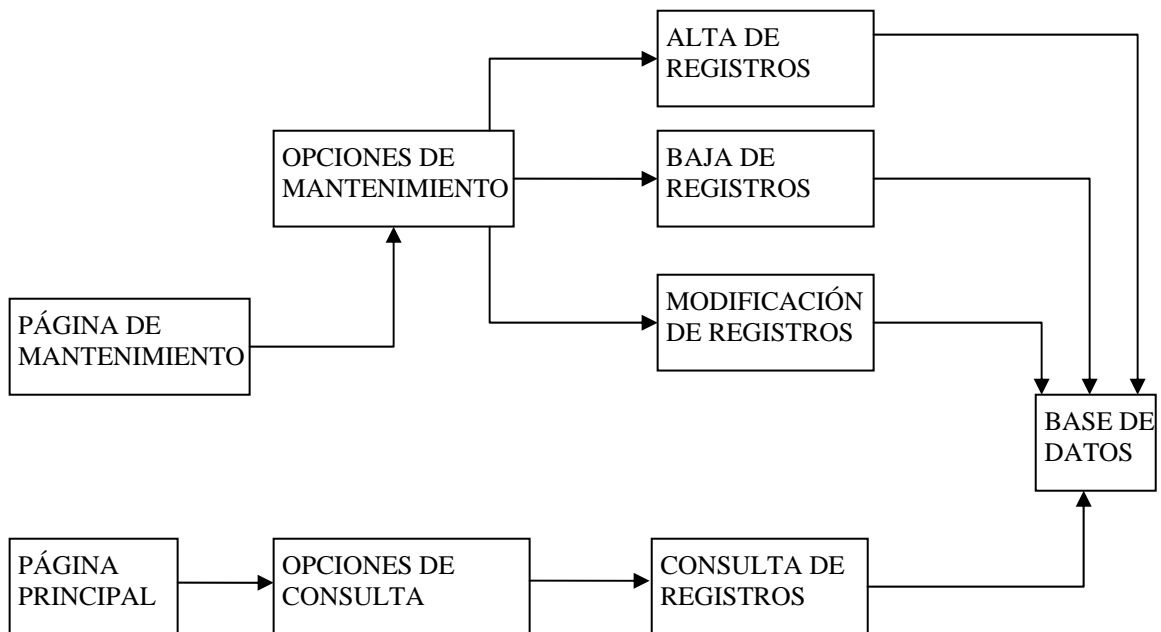 ALTA DE
REGISTROS
OPCIONES DE
MANTENIMIENTO
BAJA DE
REGISTROS
MODIFICACIÓN
DE REGISTROS
PÁGINA DE
MANTENIMIENTO
BASE DE
DATOS
PÁGINA
PRINCIPAL
OPCIONES DE
CONSULTA
CONSULTA DE
REGISTROS